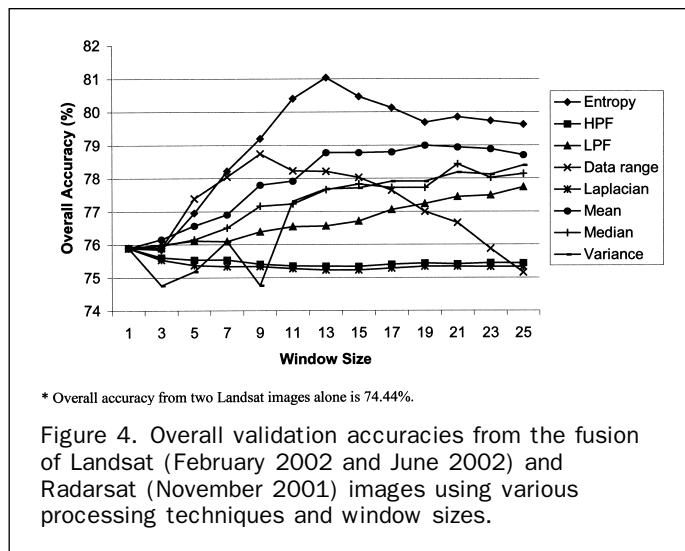 82
81
80
79
78
77
76
75
74
Overall Accuracy (%)
1 3 5 7 9 11 13 15 17 19 21 23 25
Window Size
Entropy
HPF
LPF
Data range
Laplacian
Mean
Median
Variance
* Overall accuracy from two Landsat images alone is 74.44%.
Figure 4. Overall validation accuracies from the fusion
of Landsat (February 2002 and June 2002) and
Radarsat (November 2001) images using various
processing techniques and window sizes.